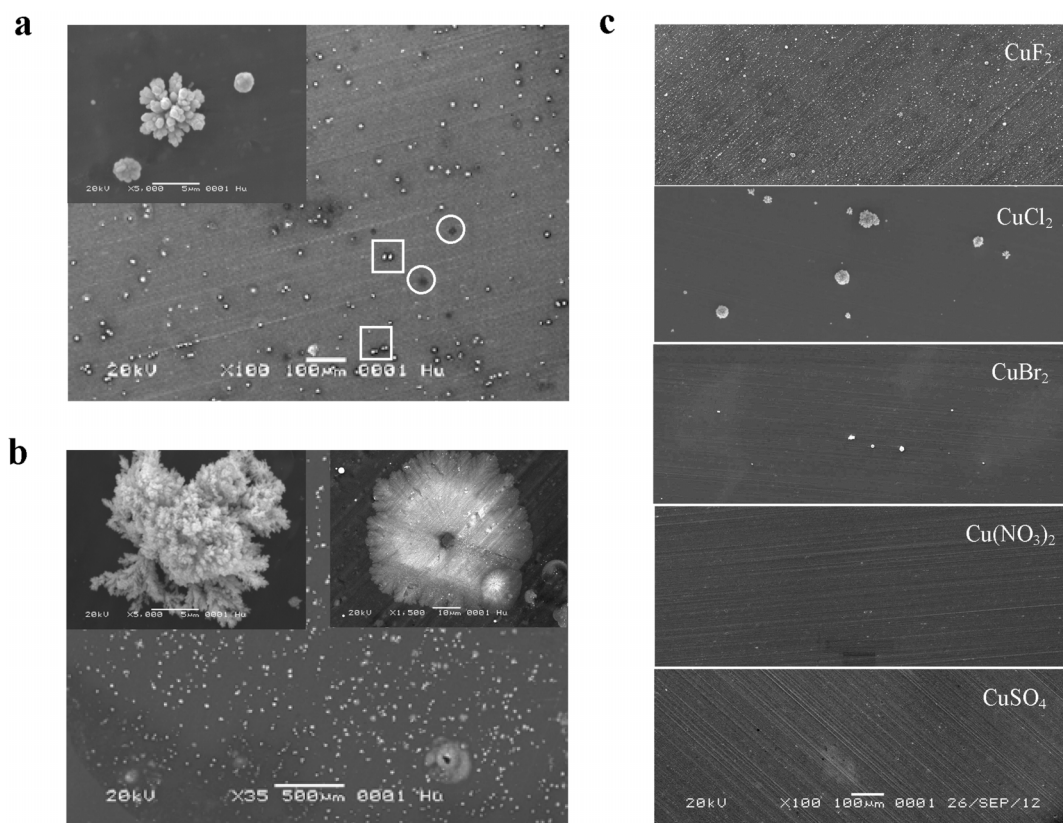 a
20kV X5,000 5μm 0001 Hu
20kV X100 100μm 0001 Hu
b
20kV X5,000 5μm 0001 Hu
20kV X1,500 10μm 0001 Hu
20kV X35 500μm 0001 Hu
c
CuF₂
CuCl₂
CuBr₂
Cu(NO₃)₂
CuSO₄
20kV X100 100μm 0001 26/SEP/12